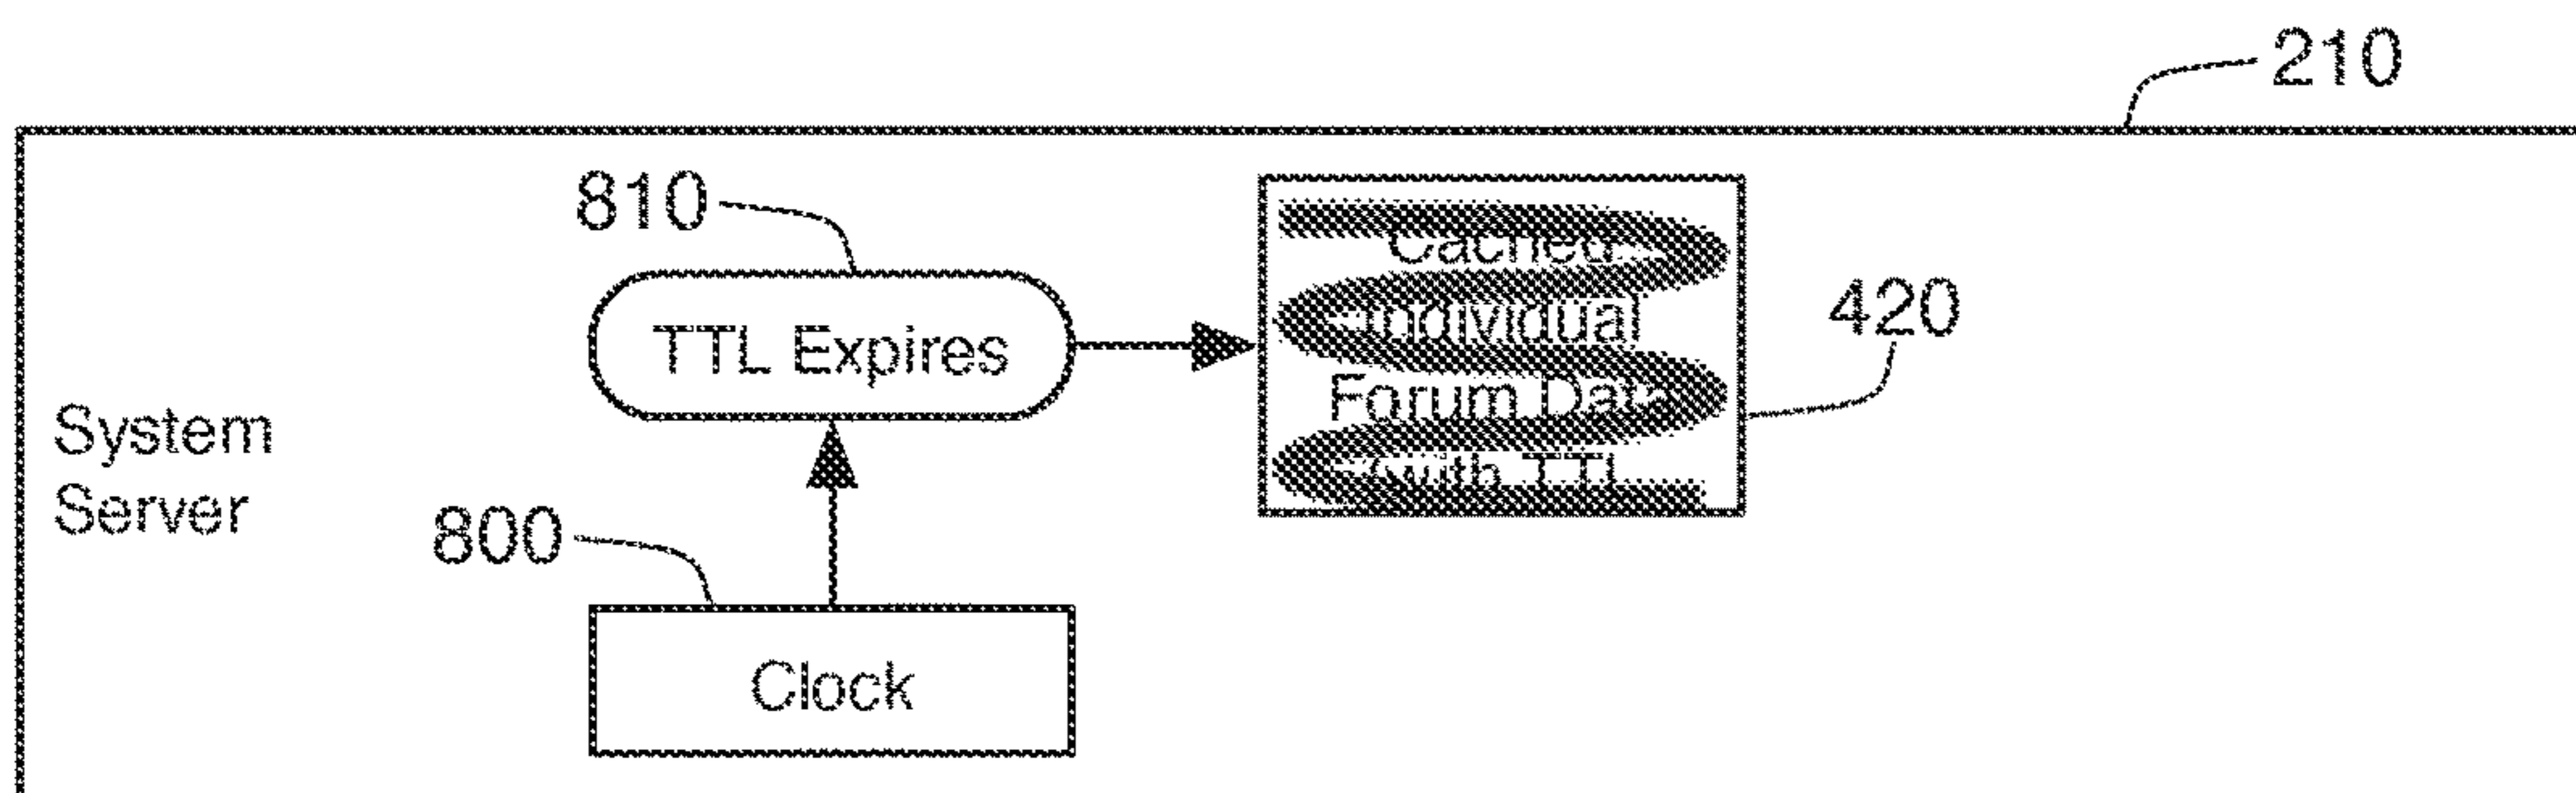 210
810
TTL Expires
Cached
Individual
Forum Data
with TTL
420
System
Server
800
Clock